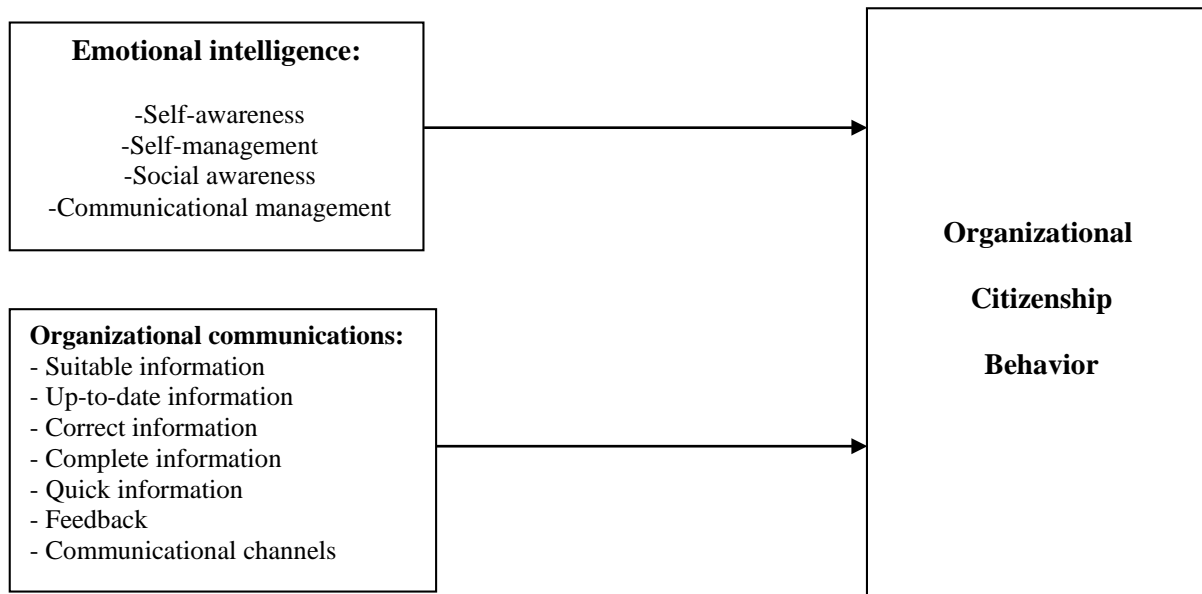 Emotional intelligence:
-Self-awareness
-Self-management
-Social awareness
-Communicational management
Organizational communications:
- Suitable information
- Up-to-date information
- Correct information
- Complete information
- Quick information
- Feedback
- Communicational channels
Organizational
Citizenship
Behavior